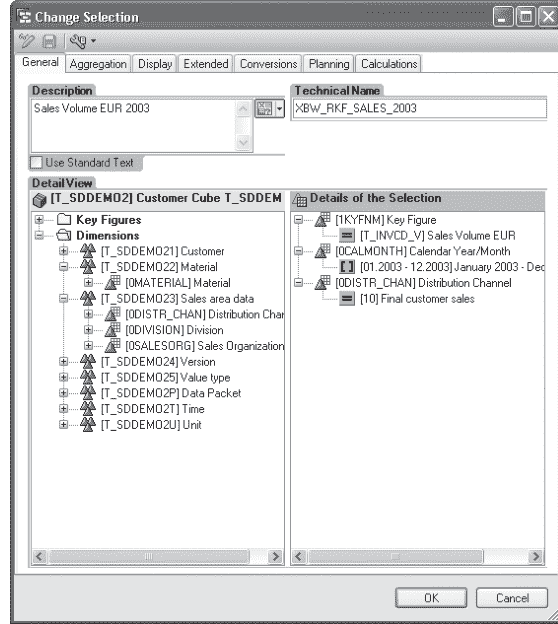 Change Selection
General Aggregation Display Extended Conversions Planning Calculations
Description
Sales Volume EUR 2003
Technical Name
XBW_RKF_SALES_2003
Use Standard Text
Detail View
[T_SDDEMO2] Customer Cube T_SDDEM
Key Figures
Dimensions
[T_SDDEMO21] Customer
[T_SDDEMO22] Material
[0MATERIAL] Material
[T_SDDEMO23] Sales area data
[0DISTR_CHAN] Distribution Char
[0DIVISION] Division
[0SALESORG] Sales Organization
[T_SDDEMO24] Version
[T_SDDEMO25] Value type
[T_SDDEMO2P] Data Packet
[T_SDDEMO2T] Time
[T_SDDEMO2U] Unit
Details of the Selection
[1KYFNM] Key Figure
[T_INVCD_V] Sales Volume EUR
[0CALMONTH] Calendar Year/Month
[01.2003 - 12.2003] January 2003 - Dec
[0DISTR_CHAN] Distribution Channel
[10] Final customer sales
OK Cancel